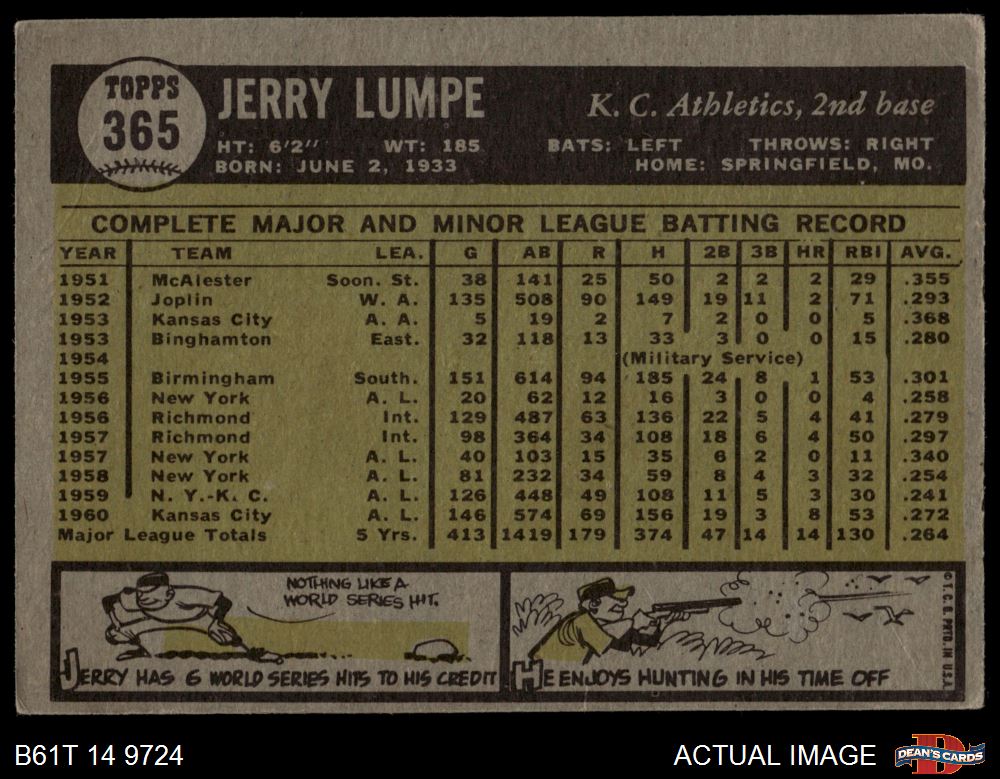 TOPPS
365
JERRY LUMPE
K. C. Athletics, 2nd base
HT: 6'2" WT: 185 BATS: LEFT THROWS: RIGHT
BORN: JUNE 2, 1933 HOME: SPRINGFIELD, MO.
COMPLETE MAJOR AND MINOR LEAGUE BATTING RECORD
YEAR TEAM LEA. G AB R H 2B 3B HR RBI AVG.
1951 McAlester Soon. St. 38 141 25 50 2 2 2 29 .355
1952 Joplin W. A. 135 508 90 149 19 11 2 71 .293
1953 Kansas City A. A. 5 19 2 7 2 0 0 5 .368
1953 Binghamton East. 32 118 13 33 3 0 0 15 .280
1954 (Military Service)
1955 Birmingham South. 151 614 94 185 24 8 1 53 .301
1956 New York A. L. 20 62 12 16 3 0 0 4 .258
1956 Richmond Int. 129 487 63 136 22 5 4 41 .279
1957 Richmond Int. 98 364 34 108 18 6 4 50 .297
1957 New York A. L. 40 103 15 35 6 2 0 11 .340
1958 New York A. L. 81 232 34 59 8 4 3 32 .254
1959 N. Y.-K. C. A. L. 126 448 49 108 11 5 3 30 .241
1960 Kansas City A. L. 146 574 69 156 19 3 8 53 .272
Major League Totals 5 Yrs. 413 1419 179 374 47 14 14 130 .264
NOTHING LIKE A
WORLD SERIES HIT.
JERRY HAS 6 WORLD SERIES HITS TO HIS CREDIT
HE ENJOYS HUNTING IN HIS TIME OFF
© T. C. G. PRTD. IN U.S.A.
B61T 14 9724
ACTUAL IMAGE
DEAN'S CARDS